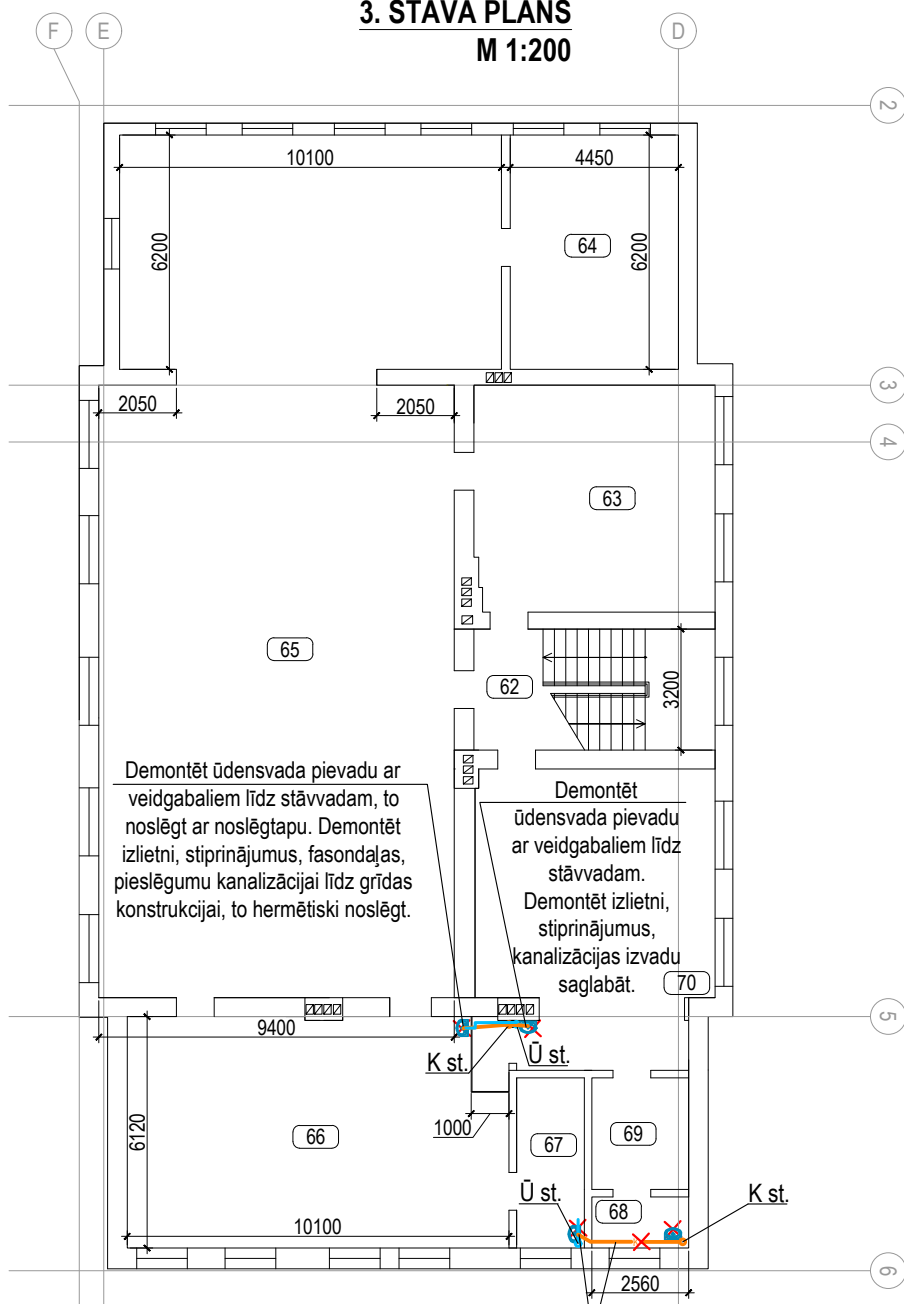 3. STAVA PLANS
M 1:200
F
E
D
2
10100
4450
6200
64
6200
3
2050
2050
4
63
65
62
3200
Demontēt ūdensvada pievadu ar
veidgabaliem līdz stāvvadam, to
noslēgt ar noslēgtapu. Demontēt
izlietni, stiprinājumus, fasondaļas,
pieslēgumu kanalizācijai līdz grīdas
konstrukcijai, to hermētiski noslēgt.
Demontēt
ūdensvada pievadu
ar veidgabaliem līdz
stāvvadam.
Demontēt izlietni,
stiprinājumus,
kanalizācijas izvadu
saglabāt.
70
5
9400
K st.
Ū st.
6120
1000
66
67
69
Ū st.
68
K st.
10100
6
2560